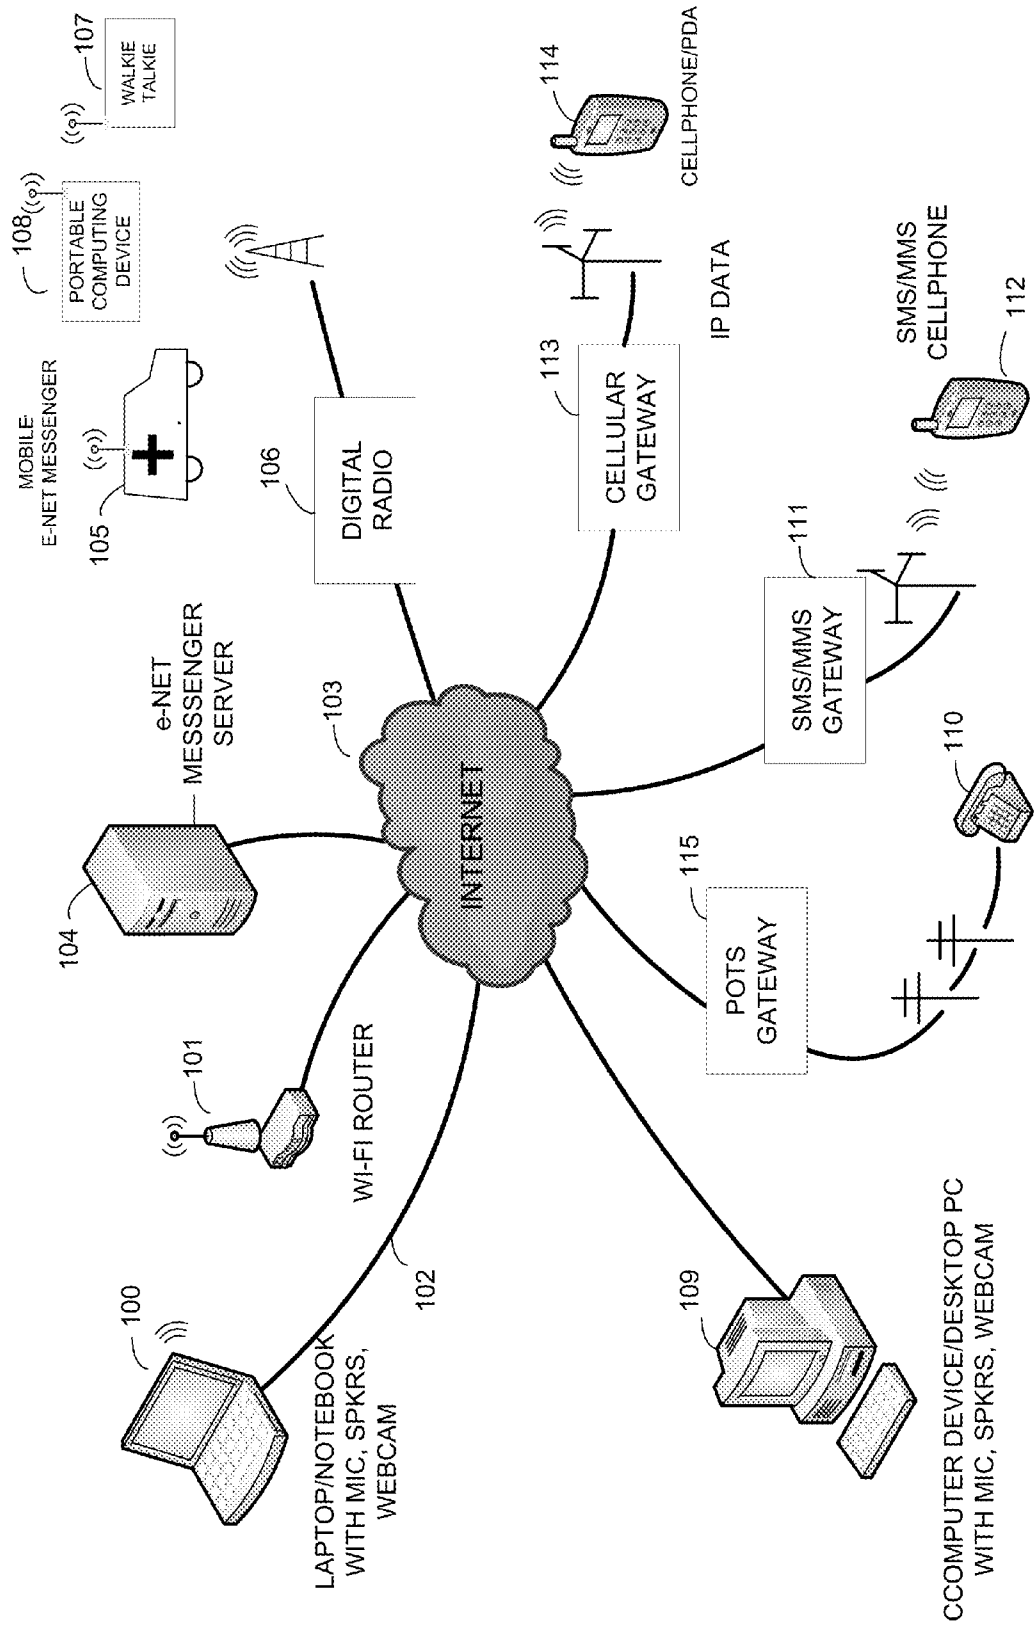 100
LAPTOP/NOTEBOOK
WITH MIC, SPKRS,
WEBCAM
101
WI-FI ROUTER
102
104
e-NET
MESSSENGER
SERVER
103
INTERNET
MOBILE
E-NET MESSENGER
105
106
DIGITAL
RADIO
108
PORTABLE
COMPUTING
DEVICE
107
WALKIE
TALKIE
109
CCOMPUTER DEVICE/DESKTOP PC
WITH MIC, SPKRS, WEBCAM
115
POTS
GATEWAY
110
111
SMS/MMS
GATEWAY
SMS/MMS
CELLPHONE
112
113
CELLULAR
GATEWAY
IP DATA
114
CELLPHONE/PDA